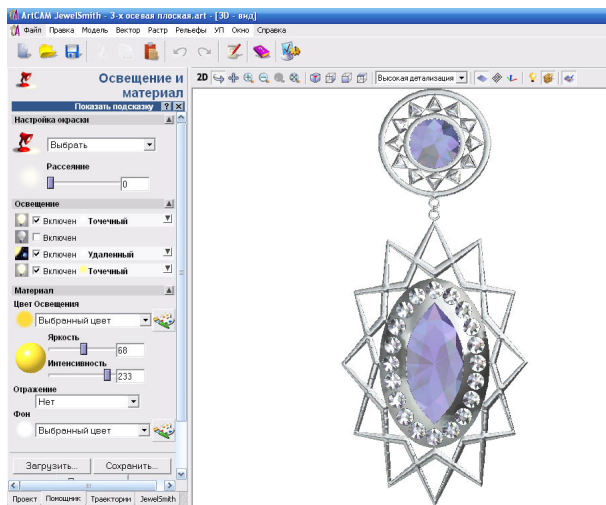 ArtCAM JewelSmith - 3-х осевая плоская.art - [3D - вид]
Файл Правка Модель Вектор Растр Рельефы УП Окно Справка
Освещение и
материал
2D Высокая детализация
Показать подсказку ? X
Настройка окраски
Выбрать
Рассеяние
0
Освещение
Включен Точечный
Включен
Включен Удаленный
Включен Точечный
Материал
Цвет Освещения
Выбранный цвет
Яркость
68
Интенсивность
233
Отражение
Нет
Фон
Выбранный цвет
Загрузить... Сохранить...
Проект Помощник Траектории JewelSmith